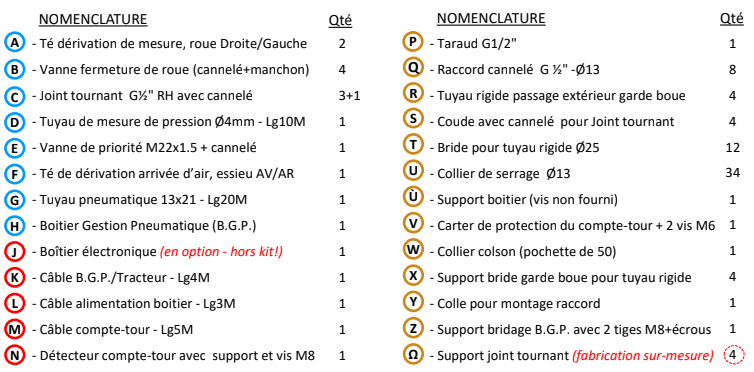 NOMENCLATURE Qté
A - Té dérivation de mesure, roue Droite/Gauche 2
B - Vanne fermeture de roue (cannelé+manchon) 4
C - Joint tournant G½" RH avec cannelé 3+1
D - Tuyau de mesure de pression Ø4mm - Lg10M 1
E - Vanne de priorité M22x1.5 + cannelé 1
F - Té de dérivation arrivée d’air, essieu AV/AR 1
G - Tuyau pneumatique 13x21 - Lg20M 1
H - Boitier Gestion Pneumatique (B.G.P.) 1
J - Boîtier électronique (en option - hors kit!) 1
K - Câble B.G.P./Tracteur - Lg4M 1
L - Câble alimentation boitier - Lg3M 1
M - Câble compte-tour - Lg5M 1
N - Détecteur compte-tour avec support et vis M8 1
NOMENCLATURE Qté
P - Taraud G1/2" 1
Q - Raccord cannelé G ½" -Ø13 8
R - Tuyau rigide passage extérieur garde boue 4
S - Coude avec cannelé pour Joint tournant 4
T - Bride pour tuyau rigide Ø25 12
U - Collier de serrage Ø13 34
Ù - Support boitier (vis non fourni) 1
V - Carter de protection du compte-tour + 2 vis M6 1
W - Collier colson (pochette de 50) 1
X - Support bride garde boue pour tuyau rigide 4
Y - Colle pour montage raccord 1
Z - Support bridage B.G.P. avec 2 tiges M8+écrous 1
Ω - Support joint tournant (fabrication sur-mesure) 4